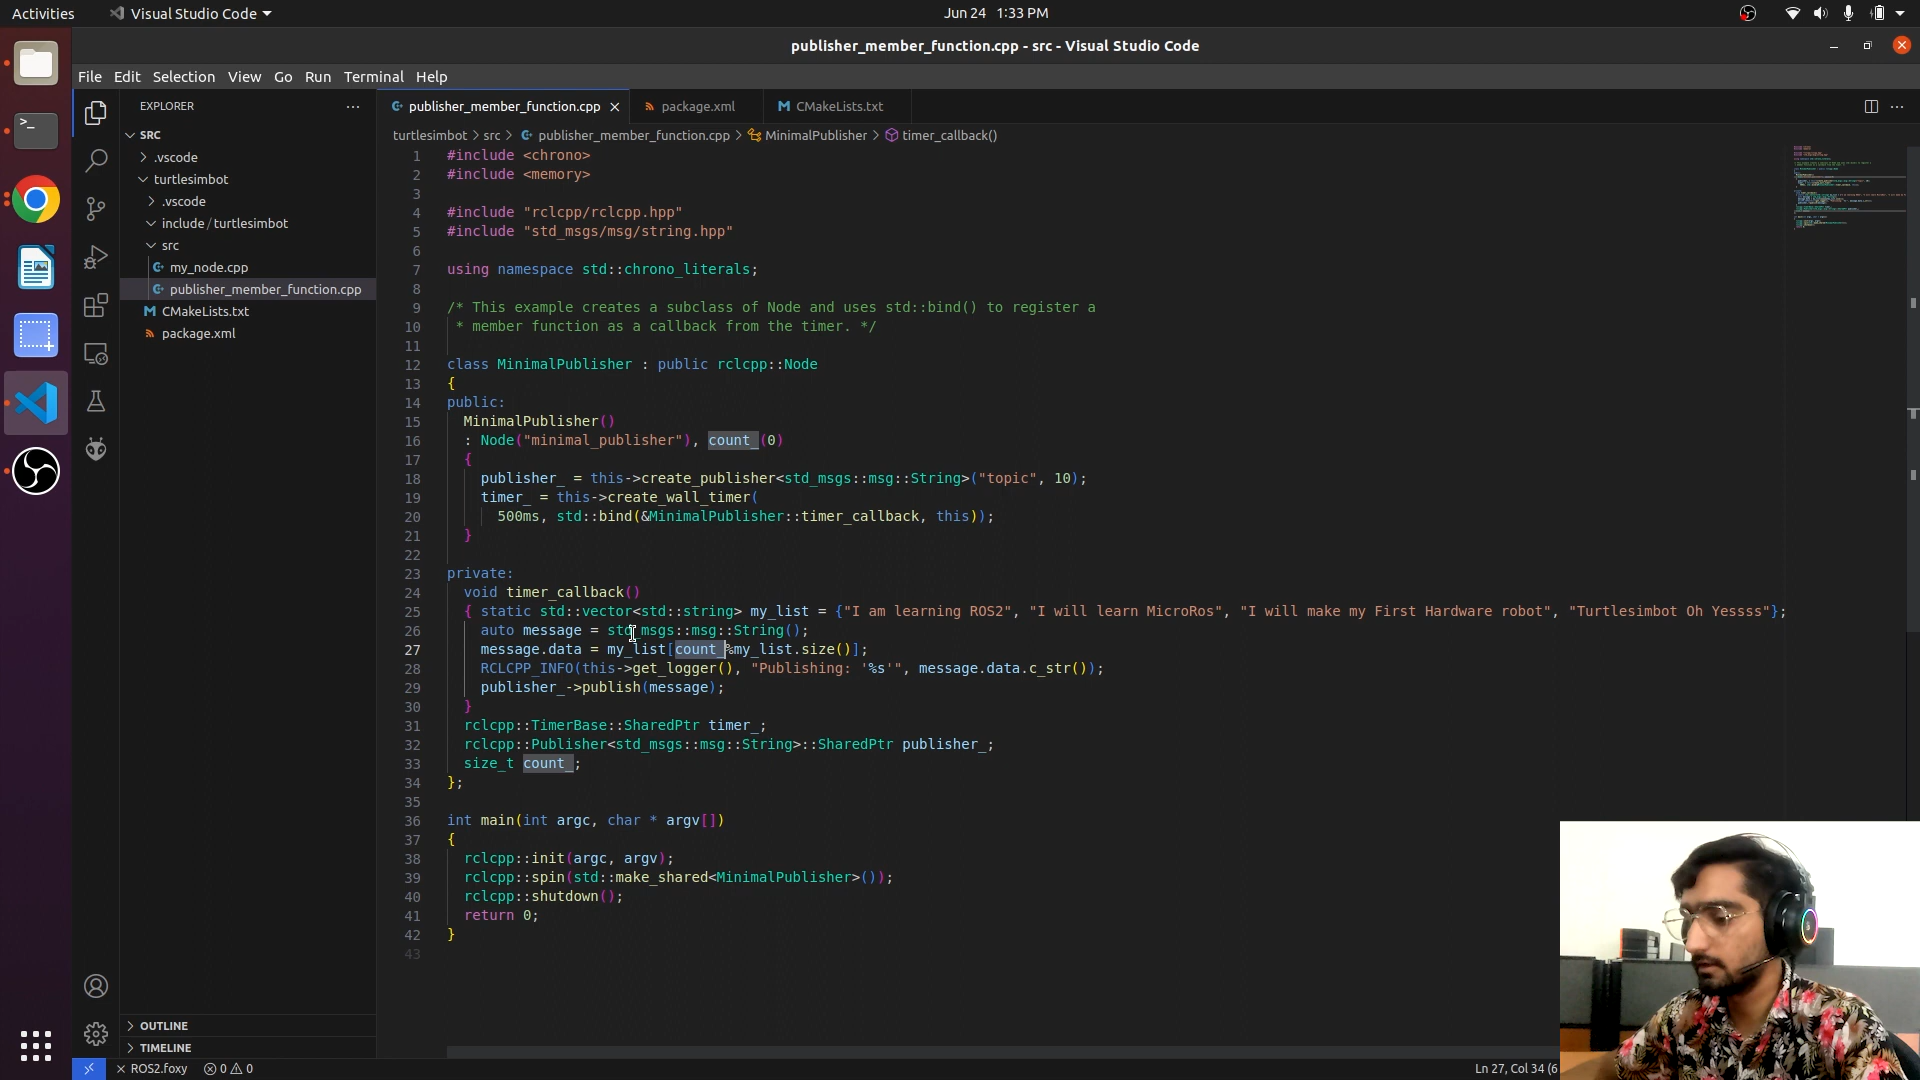 Activities
Visual Studio Code
Jun 24 1:33 PM
publisher_member_function.cpp - src - Visual Studio Code
File Edit Selection View Go Run Terminal Help
EXPLORER
SRC
.vscode
turtlesimbot
.vscode
include / turtlesimbot
src
my_node.cpp
publisher_member_function.cpp
CMakeLists.txt
package.xml
OUTLINE
TIMELINE
publisher_member_function.cpp
package.xml
CMakeLists.txt
turtlesimbot > src > publisher_member_function.cpp > MinimalPublisher > timer_callback()
1 #include <chrono>
2 #include <memory>
3
4 #include "rclcpp/rclcpp.hpp"
5 #include "std_msgs/msg/string.hpp"
6
7 using namespace std::chrono_literals;
8
9 /* This example creates a subclass of Node and uses std::bind() to register a
10 * member function as a callback from the timer. */
11
12 class MinimalPublisher : public rclcpp::Node
13 {
14 public:
15 MinimalPublisher()
16 : Node("minimal_publisher"), count_(0)
17 {
18 publisher_ = this->create_publisher<std_msgs::msg::String>("topic", 10);
19 timer_ = this->create_wall_timer(
20 500ms, std::bind(&MinimalPublisher::timer_callback, this));
21 }
22
23 private:
24 void timer_callback()
25 { static std::vector<std::string> my_list = {"I am learning ROS2", "I will learn MicroRos", "I will make my First Hardware robot", "Turtlesimbot Oh Yessss"};
26 auto message = std_msgs::msg::String();
27 message.data = my_list[count_%my_list.size()];
28 RCLCPP_INFO(this->get_logger(), "Publishing: '%s'", message.data.c_str());
29 publisher_->publish(message);
30 }
31 rclcpp::TimerBase::SharedPtr timer_;
32 rclcpp::Publisher<std_msgs::msg::String>::SharedPtr publisher_;
33 size_t count_;
34 };
35
36 int main(int argc, char * argv[])
37 {
38 rclcpp::init(argc, argv);
39 rclcpp::spin(std::make_shared<MinimalPublisher>());
40 rclcpp::shutdown();
41 return 0;
42 }
43
ROS2.foxy
0 0
Ln 27, Col 34 (6